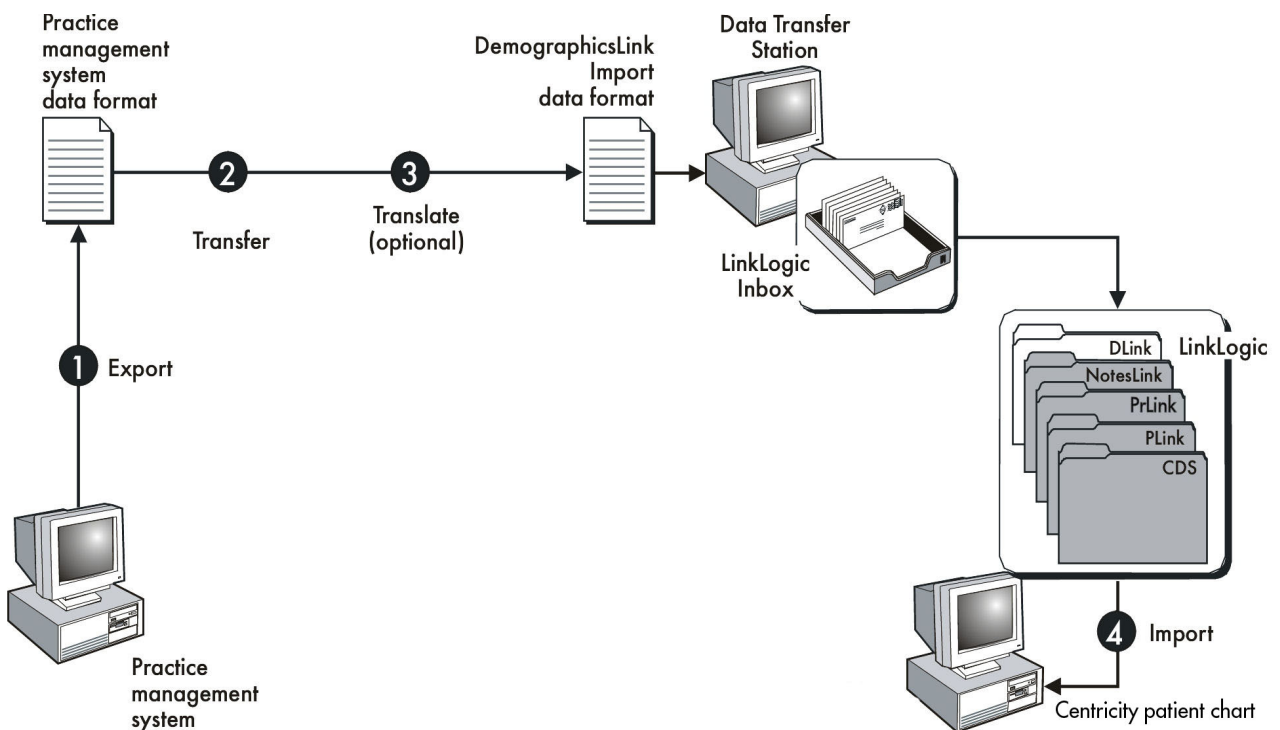 Practice
management
system
data format
DemographicsLink
Import
data format
Data Transfer
Station
2
3
Transfer
Translate
(optional)
LinkLogic
Inbox
1
Export
DLink
LinkLogic
NotesLink
PrLink
PLink
CDS
4
Import
Practice
management
system
Centricity patient chart